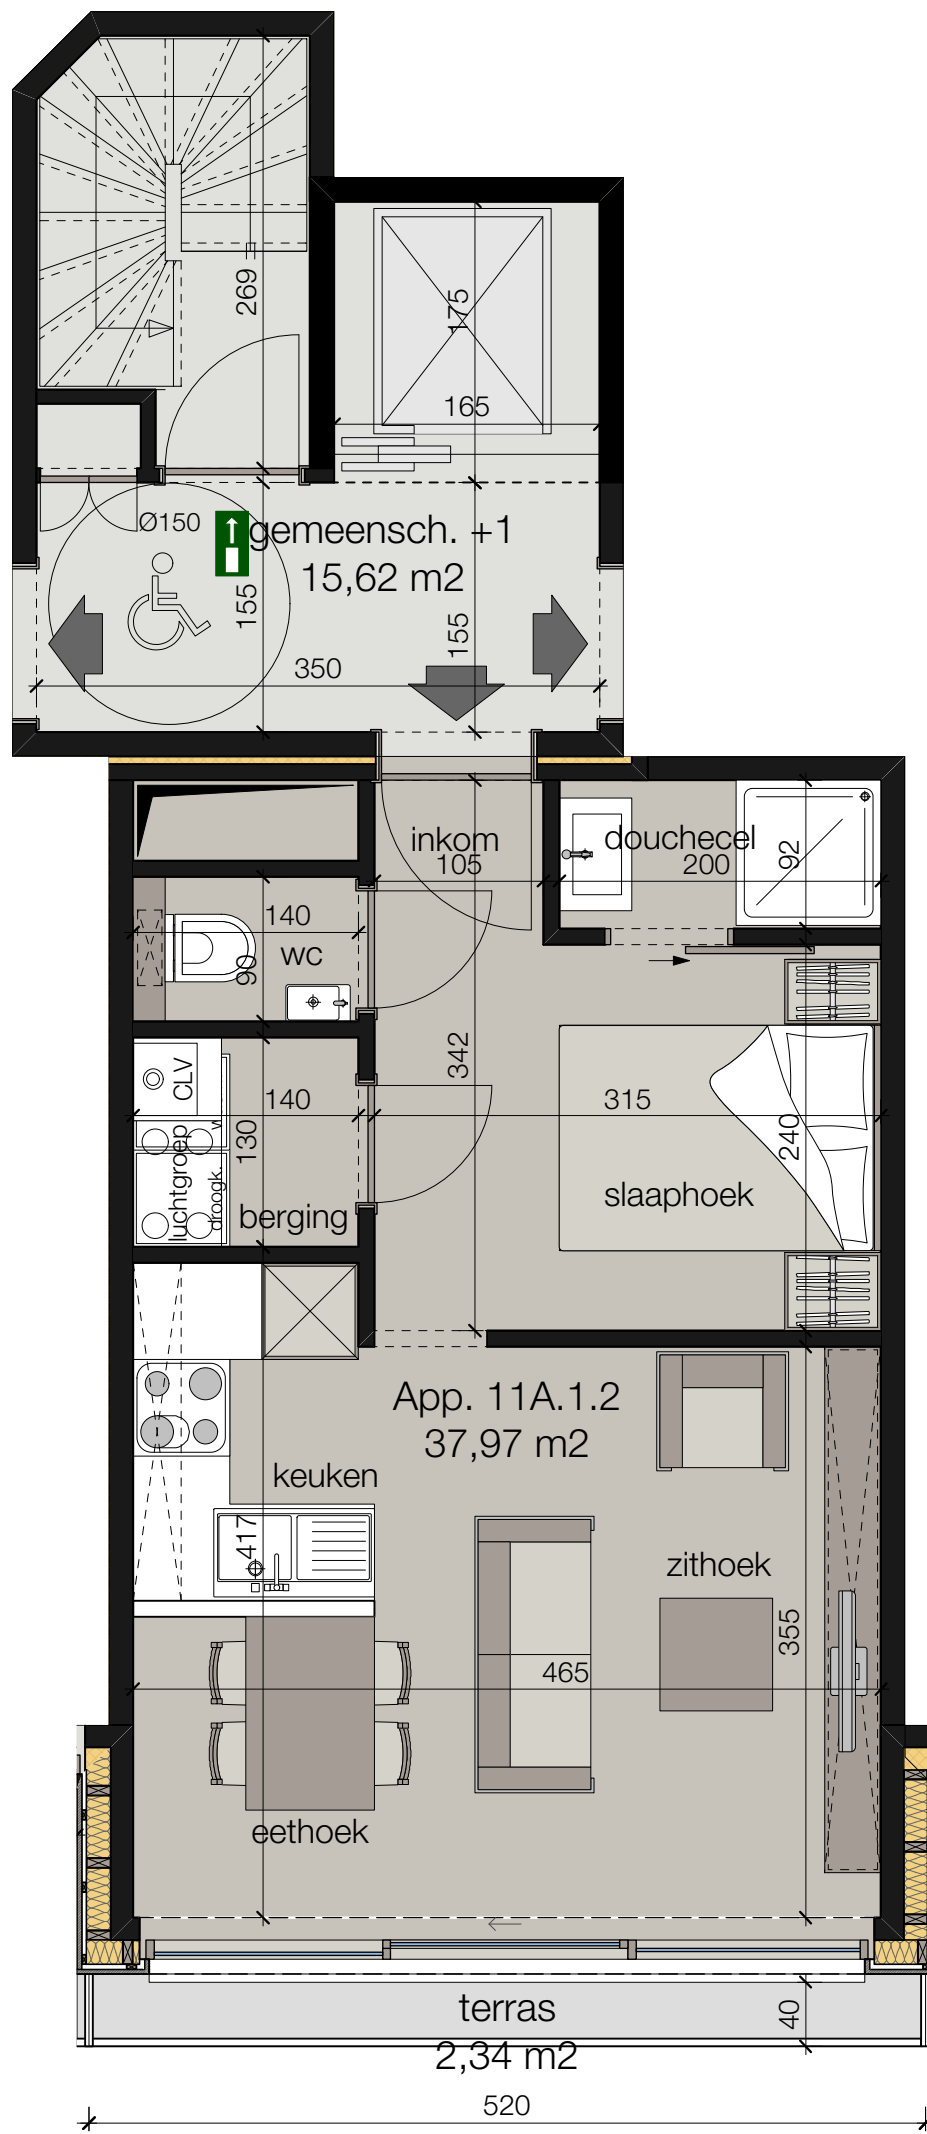 269
175
165
Ø150
gemeensch. +1
15,62 m2
155
155
350
inkom
105
douchecel
200
92
140
wc
90
342
CLV
140
130
luchtgroep
droogk.
berging
315
240
slaaphoek
App. 11A.1.2
37,97 m2
keuken
417
zithoek
355
465
eethoek
terras
2,34 m2
40
520